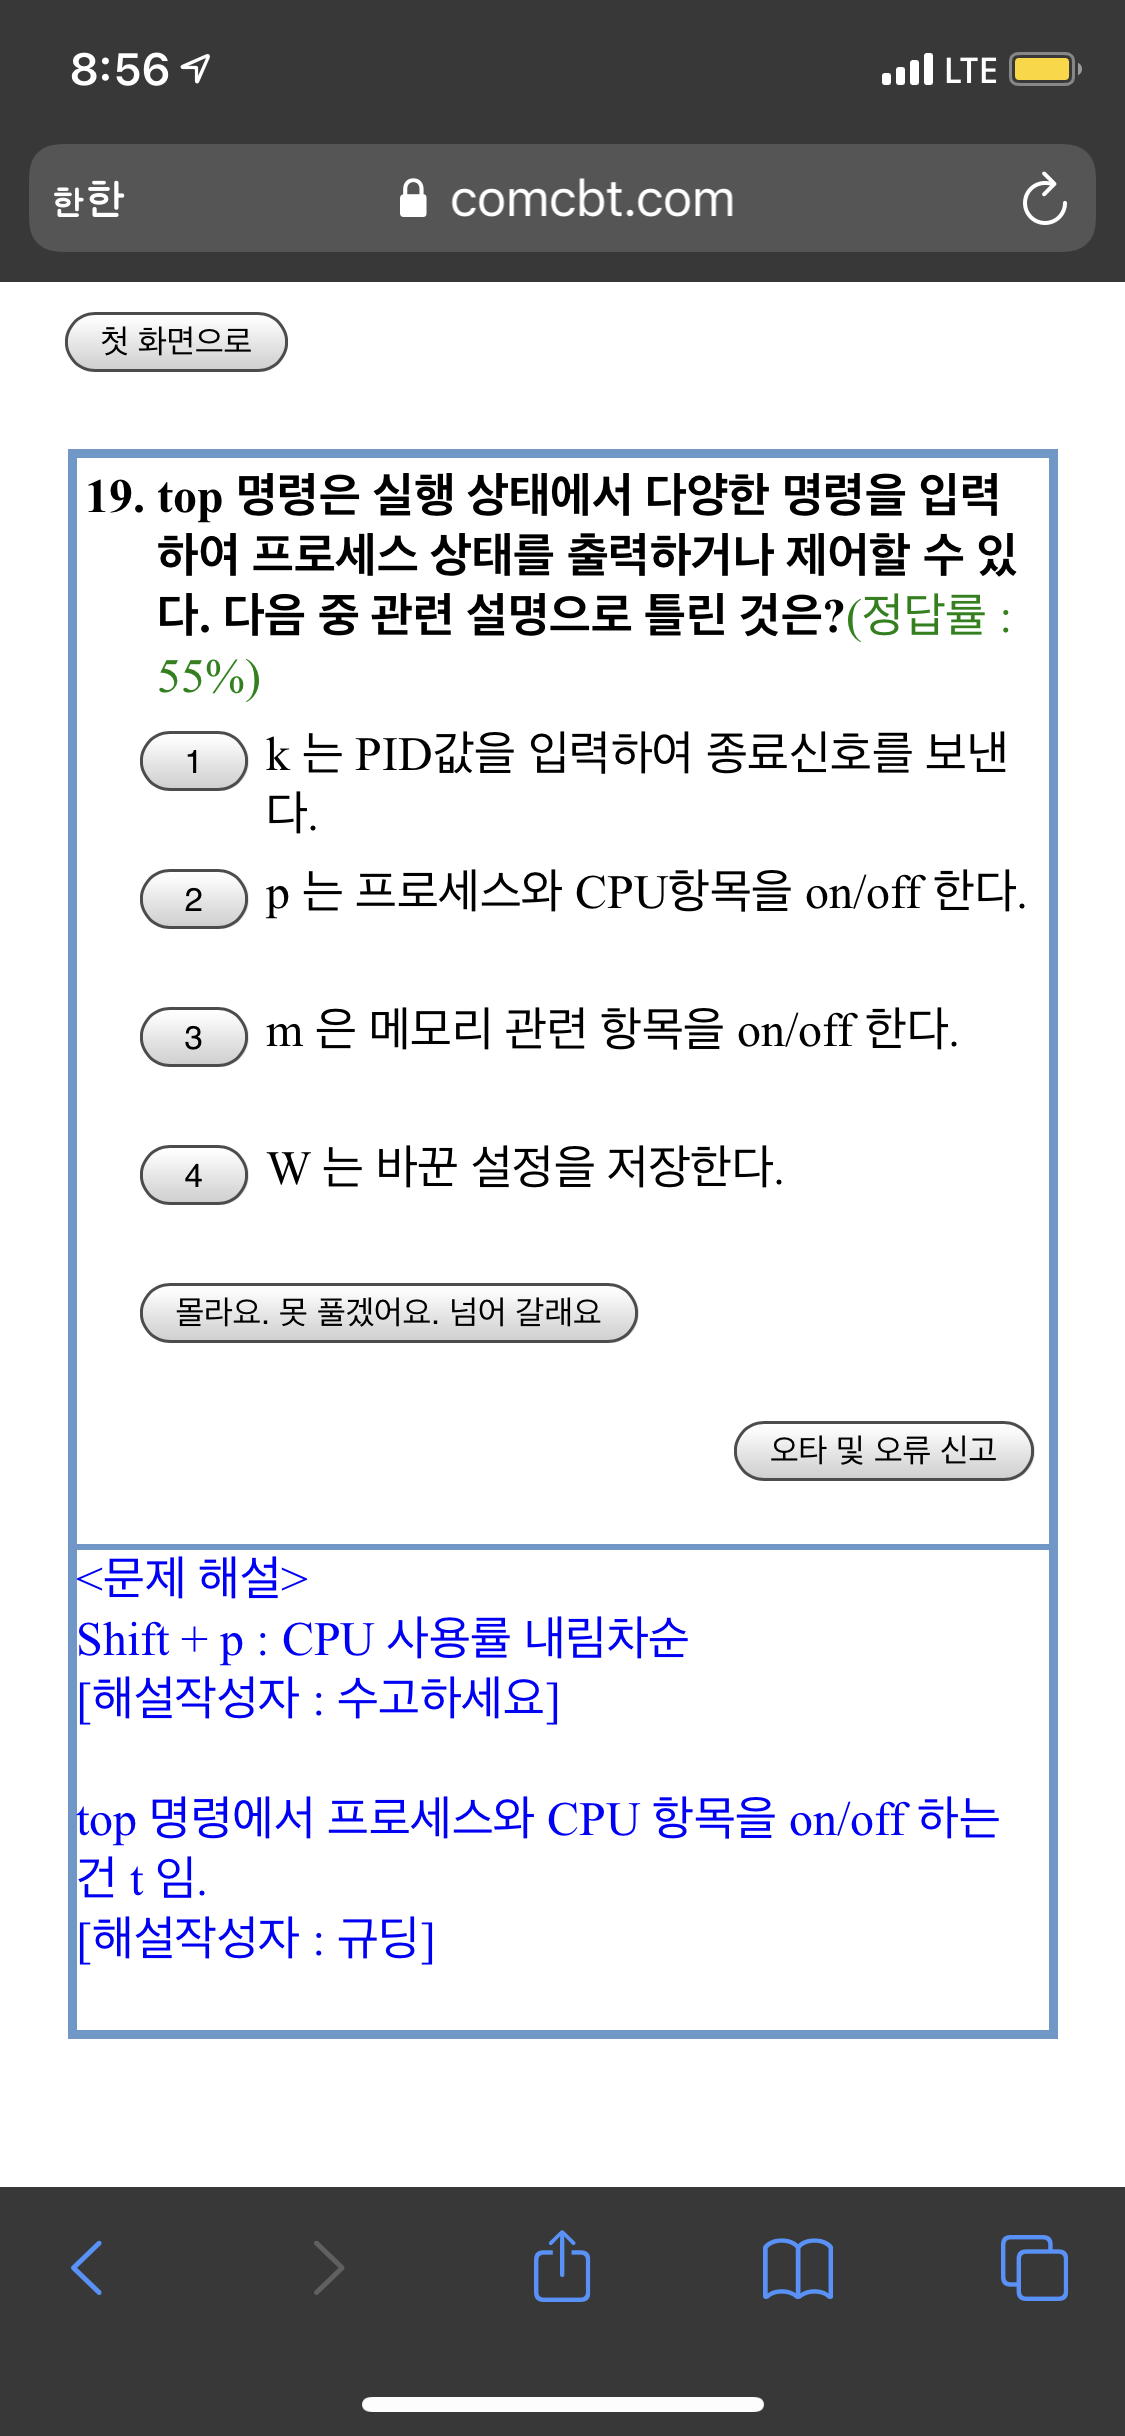 8:56
LTE
한한 comcbt.com
첫 화면으로
19. top 명령은 실행 상태에서 다양한 명령을 입력
하여 프로세스 상태를 출력하거나 제어할 수 있
다. 다음 중 관련 설명으로 틀린 것은?(정답률 :
55%)
1 k 는 PID값을 입력하여 종료신호를 보낸
다.
2 p 는 프로세스와 CPU항목을 on/off 한다.
3 m 은 메모리 관련 항목을 on/off 한다.
4 W 는 바꾼 설정을 저장한다.
몰라요. 못 풀겠어요. 넘어 갈래요
오타 및 오류 신고
<문제 해설>
Shift + p : CPU 사용률 내림차순
[해설작성자 : 수고하세요]
top 명령에서 프로세스와 CPU 항목을 on/off 하는
건 t 임.
[해설작성자 : 규딩]